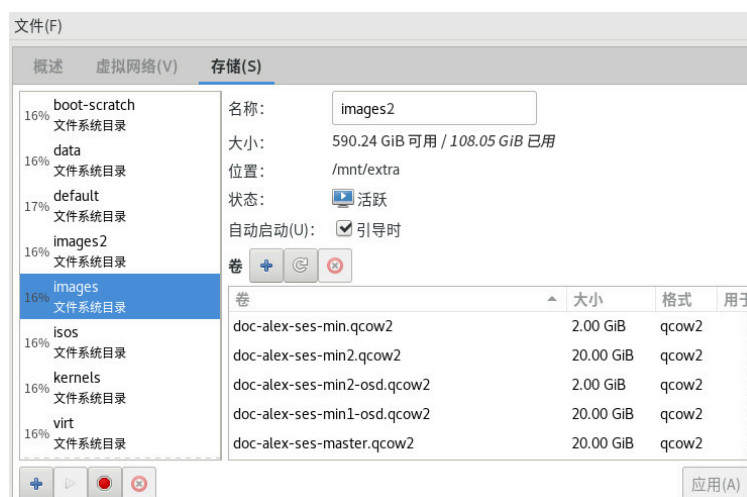 文件(F)
概述 虚拟网络(V) 存储(S)
16% boot-scratch
文件系统目录
16% data
文件系统目录
17% default
文件系统目录
16% images2
文件系统目录
16% images
文件系统目录
16% isos
文件系统目录
16% kernels
文件系统目录
16% virt
文件系统目录
名称: images2
大小: 590.24 GiB 可用 / 108.05 GiB 已用
位置: /mnt/extra
状态: 活跃
自动启动(U): 引导时
卷
卷 大小 格式 用于
doc-alex-ses-min.qcow2 2.00 GiB qcow2
doc-alex-ses-min2.qcow2 20.00 GiB qcow2
doc-alex-ses-min2-osd.qcow2 2.00 GiB qcow2
doc-alex-ses-min1-osd.qcow2 20.00 GiB qcow2
doc-alex-ses-master.qcow2 20.00 GiB qcow2
应用(A)